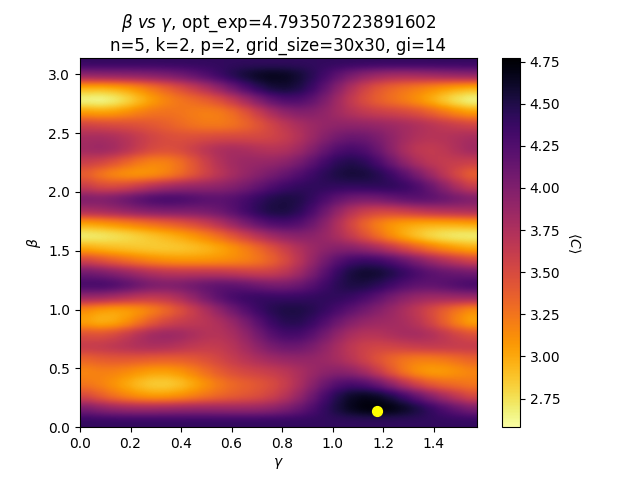 β vs γ, opt_exp=4.793507223891602
n=5, k=2, p=2, grid_size=30x30, gi=14
3.0
2.5
2.0
1.5
1.0
0.5
0.0
β
0.0 0.2 0.4 0.6 0.8 1.0 1.2 1.4
γ
4.75
4.50
4.25
4.00
3.75
3.50
3.25
3.00
2.75
⟨C⟩